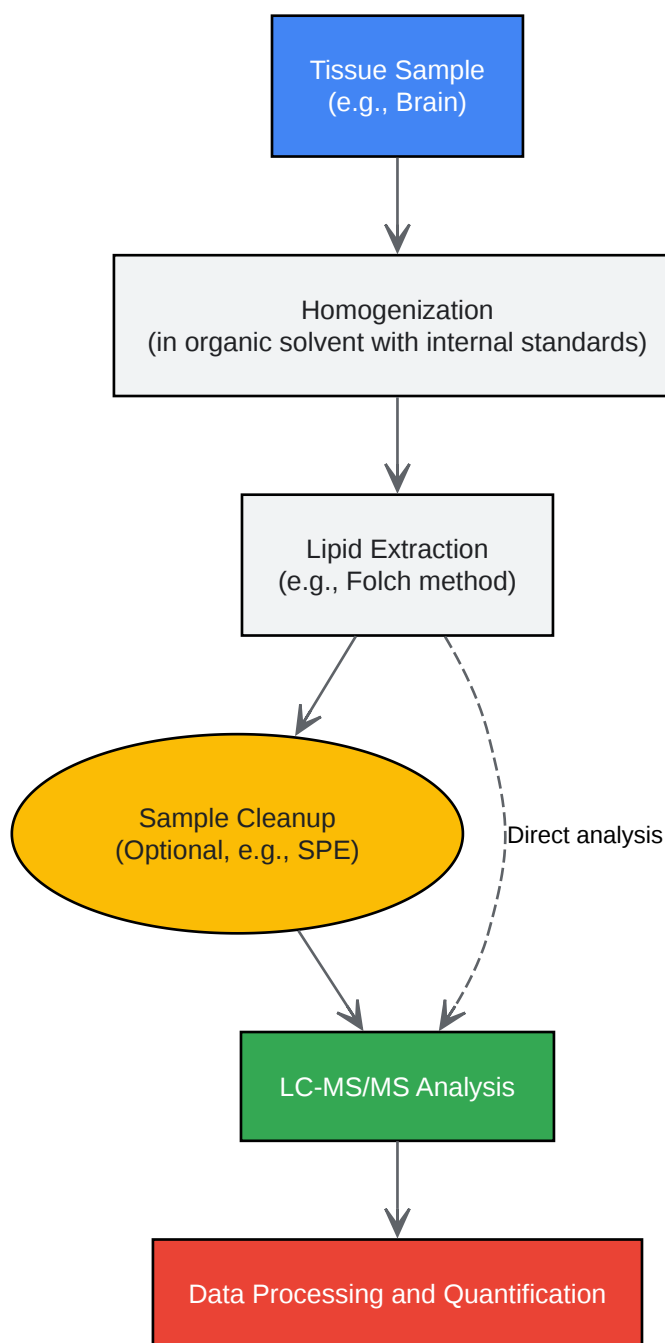 Tissue Sample
(e.g., Brain)
Homogenization
(in organic solvent with internal standards)
Lipid Extraction
(e.g., Folch method)
Sample Cleanup
(Optional, e.g., SPE)
Direct analysis
LC-MS/MS Analysis
Data Processing and Quantification